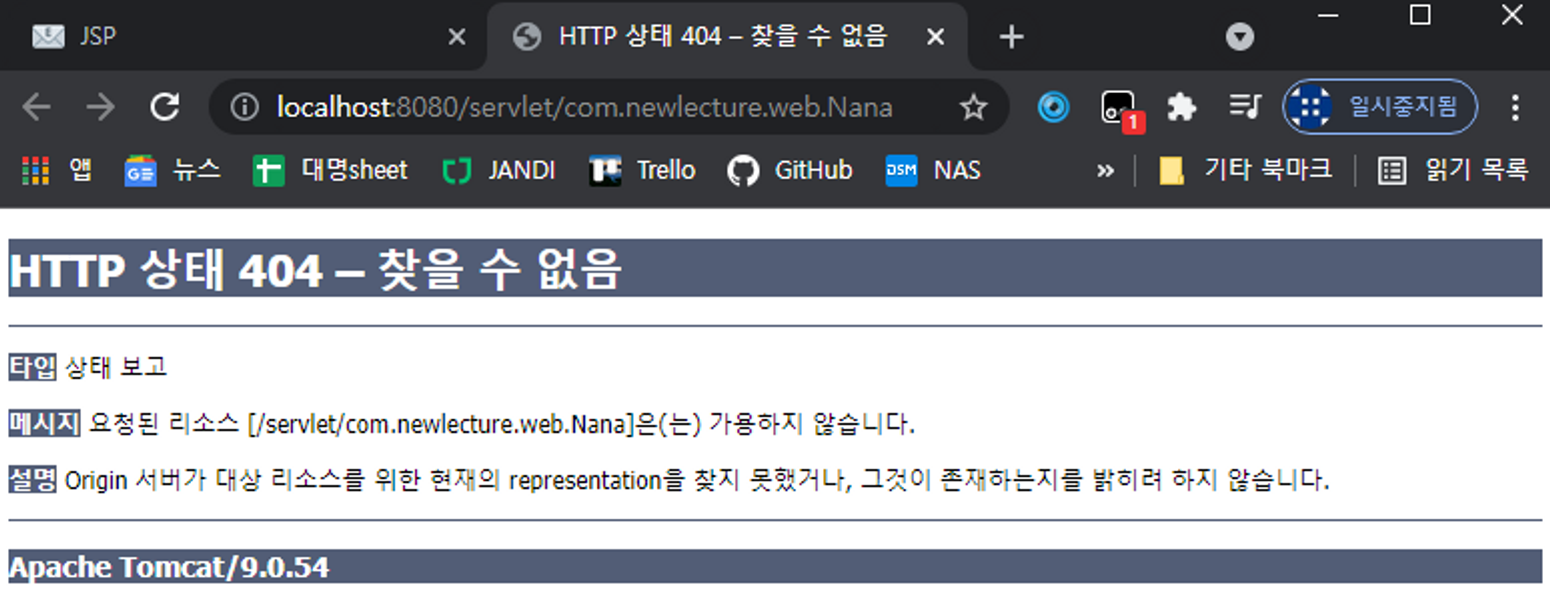 JSP
HTTP 상태 404 – 찾을 수 없음
localhost:8080/servlet/com.newlecture.web.Nana
1
일시중지됨
앱
뉴스
대명sheet
JANDI
Trello
GitHub
DSM
NAS
»
기타 북마크
읽기 목록
HTTP 상태 404 – 찾을 수 없음
타입 상태 보고
메시지 요청된 리소스 [/servlet/com.newlecture.web.Nana]은(는) 가용하지 않습니다.
설명 Origin 서버가 대상 리소스를 위한 현재의 representation을 찾지 못했거나, 그것이 존재하는지를 밝히려 하지 않습니다.
Apache Tomcat/9.0.54